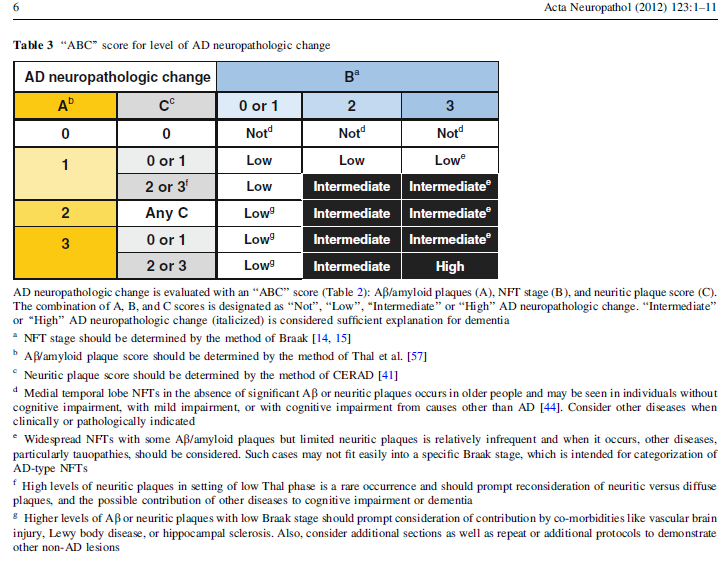 6 Acta Neuropathol (2012) 123:1–11
Table 3 “ABC” score for level of AD neuropathologic change
AD neuropathologic change Bᵃ
Aᵇ Cᶜ 0 or 1 2 3
0 0 Notᵈ Notᵈ Notᵈ
1 0 or 1 Low Low Lowᵉ
2 or 3ᶠ Low Intermediate Intermediateᵉ
2 Any C Lowᵍ Intermediate Intermediateᵉ
3 0 or 1 Lowᵍ Intermediate Intermediateᵉ
2 or 3 Lowᵍ Intermediate High
AD neuropathologic change is evaluated with an “ABC” score (Table 2): Aβ/amyloid plaques (A), NFT stage (B), and neuritic plaque score (C).
The combination of A, B, and C scores is designated as “Not”, “Low”, “Intermediate” or “High” AD neuropathologic change. “Intermediate”
or “High” AD neuropathologic change (italicized) is considered sufficient explanation for dementia
ᵃ NFT stage should be determined by the method of Braak [14, 15]
ᵇ Aβ/amyloid plaque score should be determined by the method of Thal et al. [57]
ᶜ Neuritic plaque score should be determined by the method of CERAD [41]
ᵈ Medial temporal lobe NFTs in the absence of significant Aβ or neuritic plaques occurs in older people and may be seen in individuals without
cognitive impairment, with mild impairment, or with cognitive impairment from causes other than AD [44]. Consider other diseases when
clinically or pathologically indicated
ᵉ Widespread NFTs with some Aβ/amyloid plaques but limited neuritic plaques is relatively infrequent and when it occurs, other diseases,
particularly tauopathies, should be considered. Such cases may not fit easily into a specific Braak stage, which is intended for categorization of
AD-type NFTs
ᶠ High levels of neuritic plaques in setting of low Thal phase is a rare occurrence and should prompt reconsideration of neuritic versus diffuse
plaques, and the possible contribution of other diseases to cognitive impairment or dementia
ᵍ Higher levels of Aβ or neuritic plaques with low Braak stage should prompt consideration of contribution by co-morbidities like vascular brain
injury, Lewy body disease, or hippocampal sclerosis. Also, consider additional sections as well as repeat or additional protocols to demonstrate
other non-AD lesions